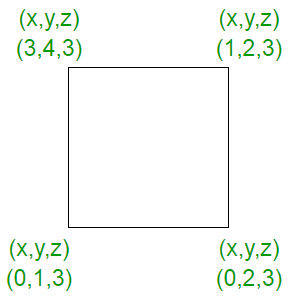 (x,y,z) (x,y,z)
(3,4,3) (1,2,3)
(x,y,z) (x,y,z)
(0,1,3) (0,2,3)